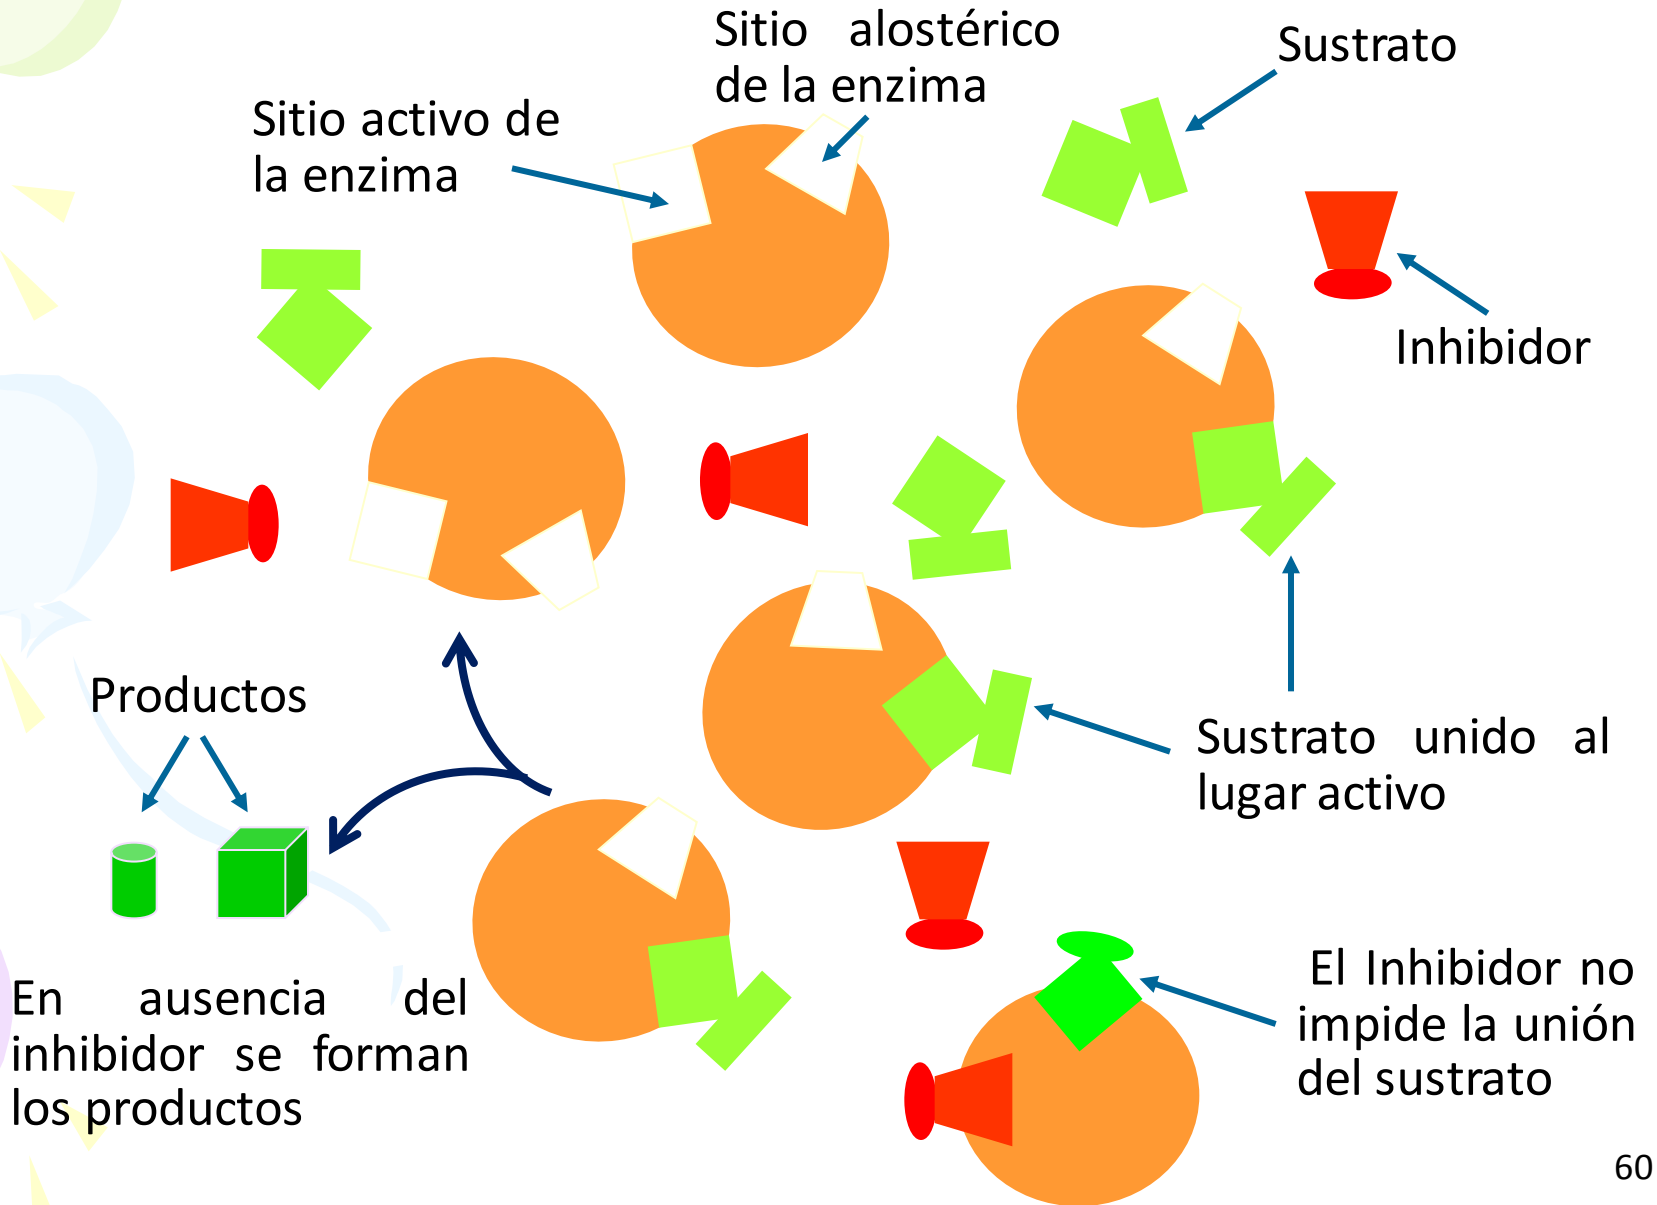 Sitio alostérico
de la enzima
Sustrato
Sitio activo de
la enzima
Inhibidor
Productos
Sustrato unido al
lugar activo
En ausencia del
inhibidor se forman
los productos
El Inhibidor no
impide la unión
del sustrato
60